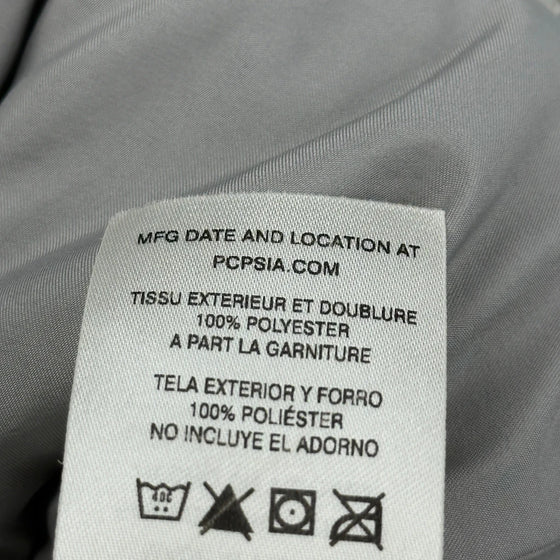 MFG DATE AND LOCATION AT
PCPSIA.COM
TISSU EXTERIEUR ET DOUBLURE
100% POLYESTER
A PART LA GARNITURE
TELA EXTERIOR Y FORRO
100% POLIÉSTER
NO INCLUYE EL ADORNO
40C